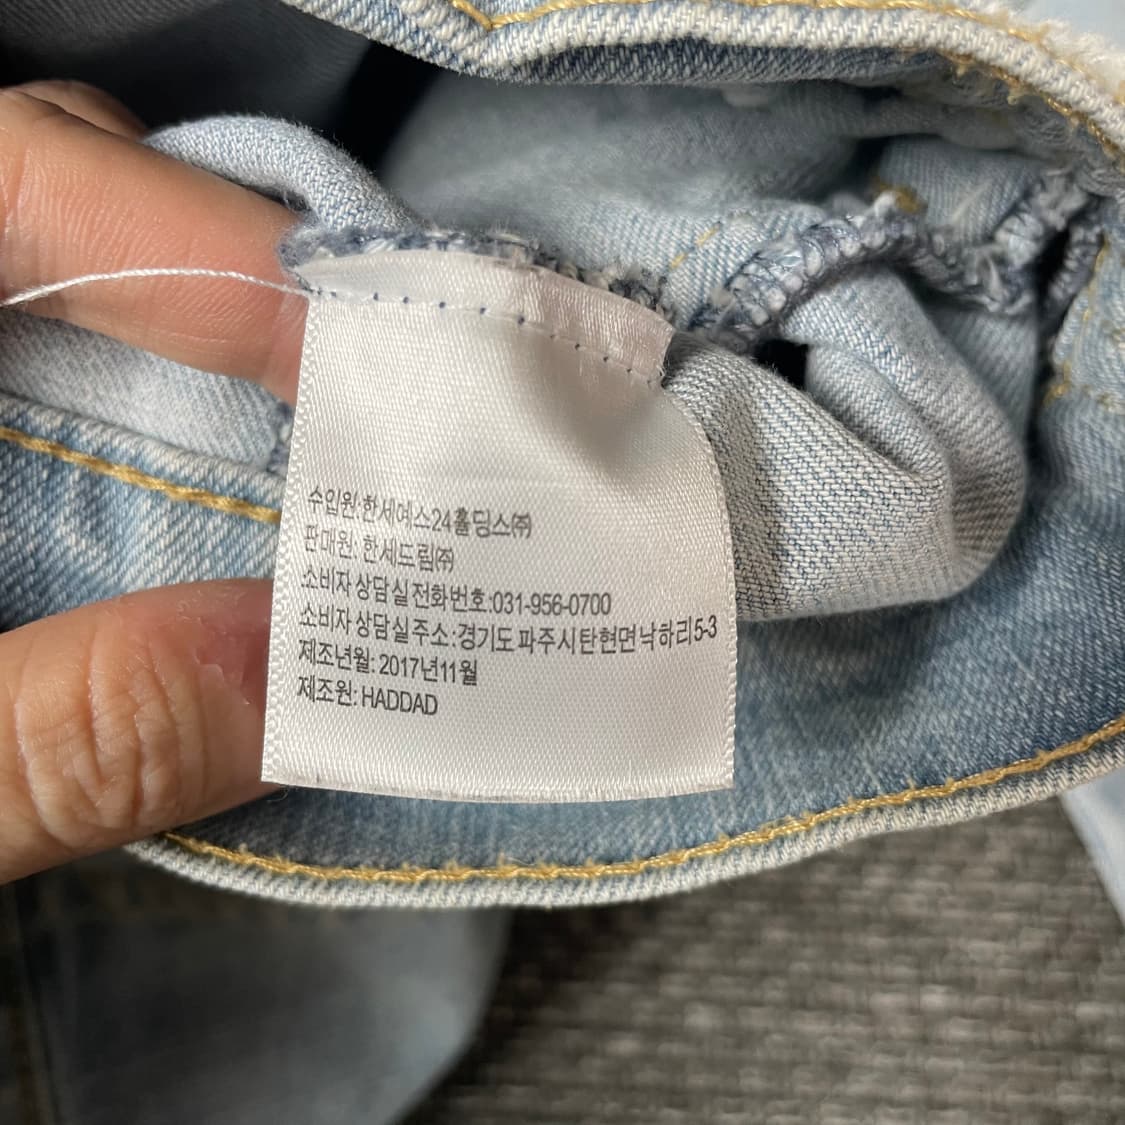 수입원:한세예스24홀딩스㈜
판매원: 한세드림㈜
소비자 상담실 전화번호:031-956-0700
소비자 상담실 주소:경기도 파주시 탄현면 낙하리 5-3
제조년월: 2017년11월
제조원: HADDAD